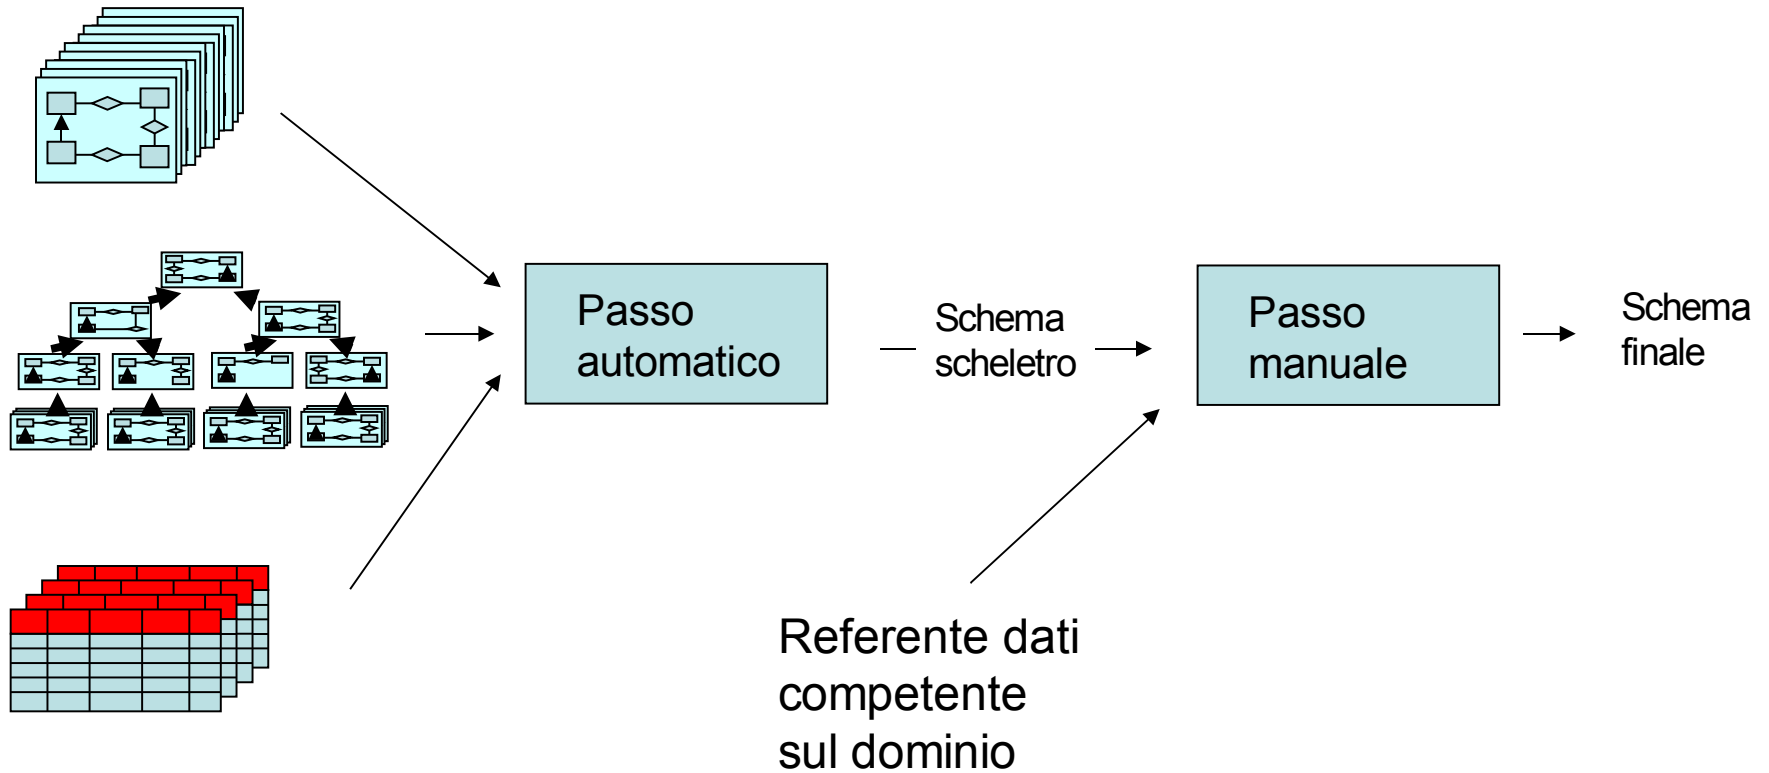 Passo
automatico
Schema
scheletro
Passo
manuale
Schema
finale
Referente dati
competente
sul dominio